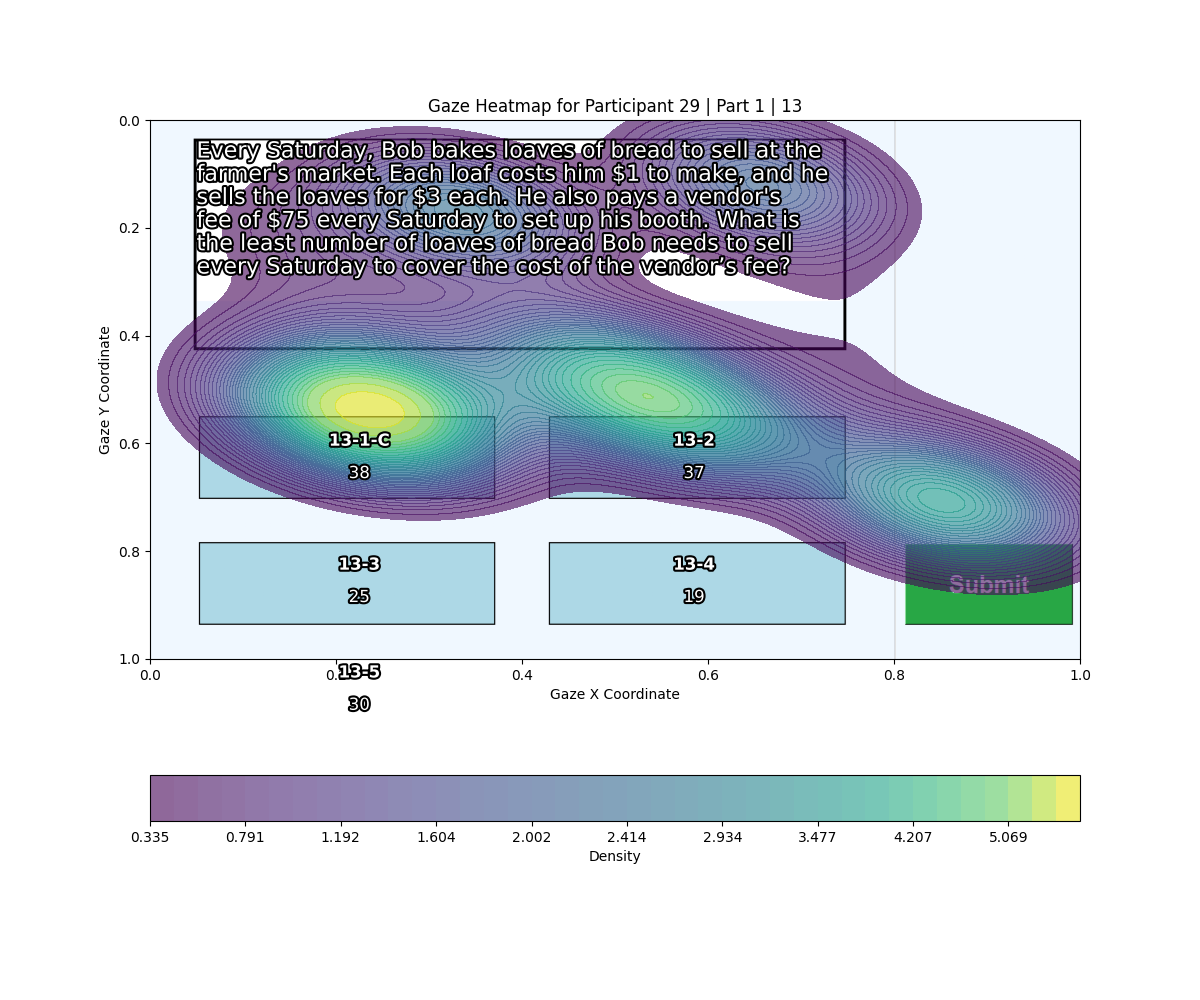 Gaze Heatmap for Participant 29 | Part 1 | 13
Every Saturday, Bob bakes loaves of bread to sell at the
farmer's market. Each loaf costs him $1 to make, and he
sells the loaves for $3 each. He also pays a vendor's
fee of $75 every Saturday to set up his booth. What is
the least number of loaves of bread Bob needs to sell
every Saturday to cover the cost of the vendor’s fee?
13-1-C
38
13-2
37
13-3
25
13-4
19
Submit
13-5
30
0.0
0.2
0.4
0.6
0.8
1.0
Gaze Y Coordinate
0.0
0.4
0.6
0.8
1.0
Gaze X Coordinate
0.335
0.791
1.192
1.604
2.002
2.414
2.934
3.477
4.207
5.069
Density